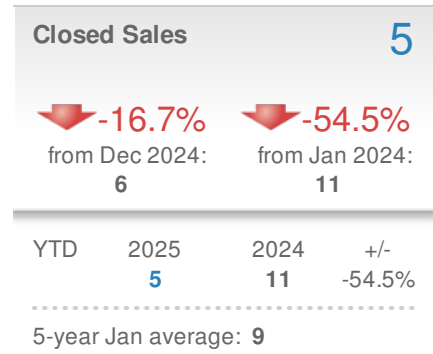 Closed Sales 5
-16.7% -54.5%
from Dec 2024: from Jan 2024:
6 11
YTD 2025 2024 +/-
5 11 -54.5%
5-year Jan average: 9